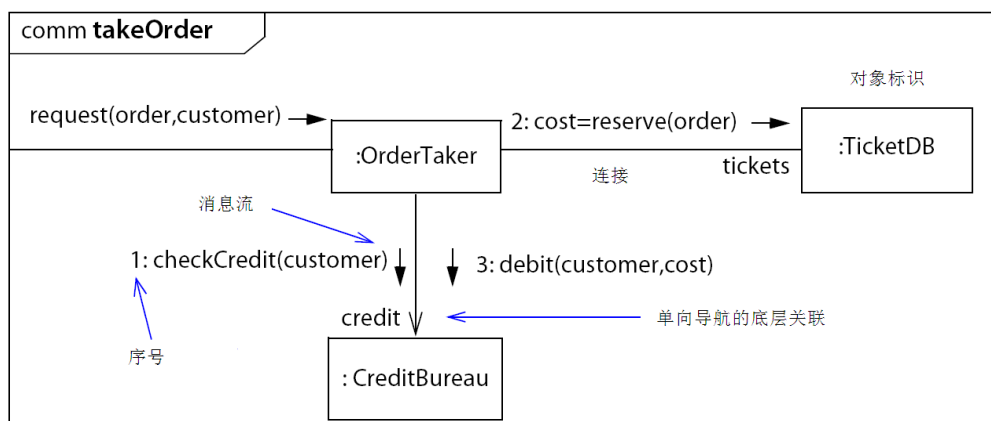 comm takeOrder
对象标识
request(order,customer)
2: cost=reserve(order)
:OrderTaker
:TicketDB
连接
tickets
消息流
1: checkCredit(customer)
3: debit(customer,cost)
credit
单向导航的底层关联
序号
: CreditBureau